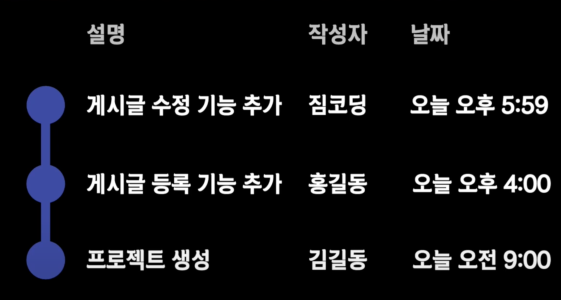 설명 작성자 날짜
게시글 수정 기능 추가 짐코딩 오늘 오후 5:59
게시글 등록 기능 추가 홍길동 오늘 오후 4:00
프로젝트 생성 김길동 오늘 오전 9:00